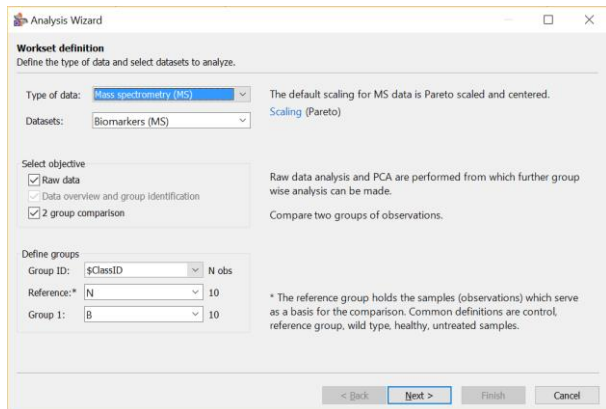 Analysis Wizard
Workset definition
Define the type of data and select datasets to analyze.
Type of data: Mass spectrometry (MS)
The default scaling for MS data is Pareto scaled and centered.
Scaling (Pareto)
Datasets: Biomarkers (MS)
Select objective
Raw data
Data overview and group identification
2 group comparison
Raw data analysis and PCA are performed from which further group
wise analysis can be made.
Compare two groups of observations.
Define groups
Group ID: $ClassID N obs
Reference:* N 10
Group 1: B 10
* The reference group holds the samples (observations) which serve
as a basis for the comparison. Common definitions are control,
reference group, wild type, healthy, untreated samples.
< Back Next > Finish Cancel